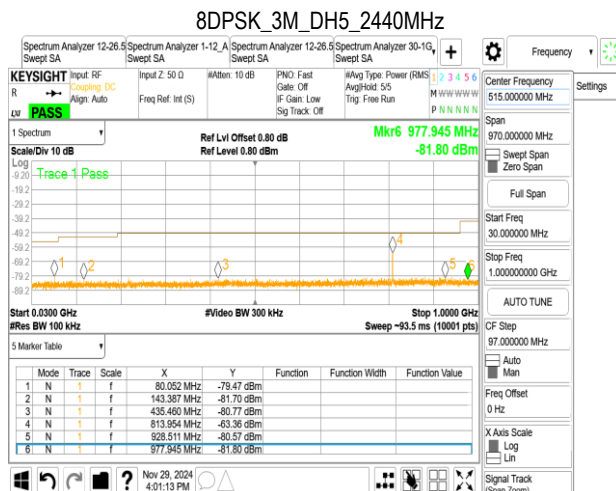 8DPSK_3M_DH5_2440MHz
Spectrum Analyzer 12-26.5 Swept SA
Spectrum Analyzer 1-12_A Swept SA
Spectrum Analyzer 12-26.5 Swept SA
Spectrum Analyzer 30-1G, Swept SA
+
Frequency
Settings
KEYSIGHT
R
LXI
PASS
Input: RF
Coupling: DC
Align: Auto
Input Z: 50 Ω
Freq Ref: Int (S)
#Atten: 10 dB
PNO: Fast
Gate: Off
IF Gain: Low
Sig Track: Off
#Avg Type: Power (RMS
Avg|Hold: 5/5
Trig: Free Run
1 2 3 4 5 6
M W W W W W
P N N N N N
1 Spectrum
Scale/Div 10 dB
Ref Lvl Offset 0.80 dB
Ref Level 0.80 dBm
Mkr6 977.945 MHz
-81.80 dBm
Log
Trace 1 Pass
-9.20
-19.2
-29.2
-39.2
-49.2
-59.2
-69.2
-79.2
-89.2
1
2
3
4
5
6
Start 0.0300 GHz
#Video BW 300 kHz
Stop 1.0000 GHz
#Res BW 100 kHz
Sweep ~93.5 ms (10001 pts)
5 Marker Table
Mode Trace Scale X Y Function Function Width Function Value
1 N 1 f 80.052 MHz -79.47 dBm
2 N 1 f 143.387 MHz -81.70 dBm
3 N 1 f 435.460 MHz -80.77 dBm
4 N 1 f 813.954 MHz -63.36 dBm
5 N 1 f 928.511 MHz -80.57 dBm
6 N 1 f 977.945 MHz -81.80 dBm
Nov 29, 2024
4:01:13 PM
?
Center Frequency
515.000000 MHz
Span
970.000000 MHz
Swept Span
Zero Span
Full Span
Start Freq
30.000000 MHz
Stop Freq
1.000000000 GHz
AUTO TUNE
CF Step
97.000000 MHz
Auto
Man
Freq Offset
0 Hz
X Axis Scale
Log
Lin
Signal Track
(Span Zoom)